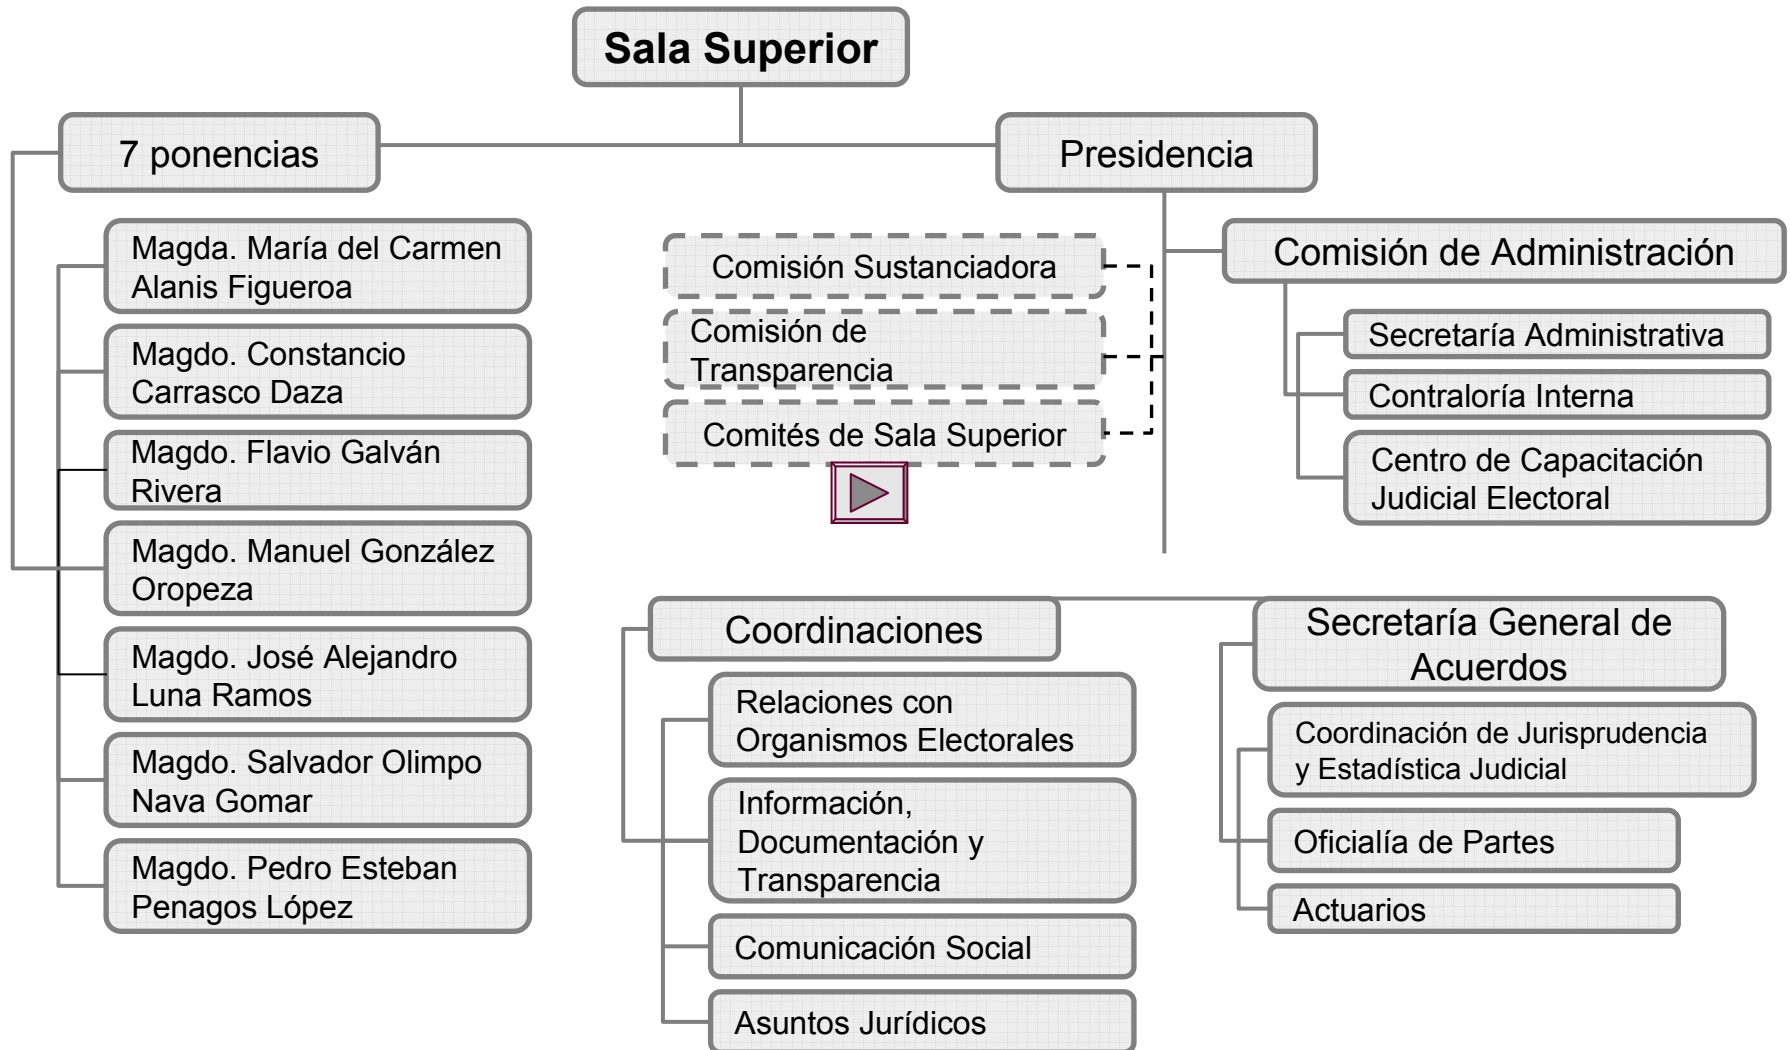 Sala Superior
7 ponencias
Presidencia
Magda. María del Carmen
Alanis Figueroa
Magdo. Constancio
Carrasco Daza
Magdo. Flavio Galván
Rivera
Magdo. Manuel González
Oropeza
Magdo. José Alejandro
Luna Ramos
Magdo. Salvador Olimpo
Nava Gomar
Magdo. Pedro Esteban
Penagos López
Comisión Sustanciadora
Comisión de
Transparencia
Comités de Sala Superior
Comisión de Administración
Secretaría Administrativa
Contraloría Interna
Centro de Capacitación
Judicial Electoral
Coordinaciones
Relaciones con
Organismos Electorales
Información,
Documentación y
Transparencia
Comunicación Social
Asuntos Jurídicos
Secretaría General de
Acuerdos
Coordinación de Jurisprudencia
y Estadística Judicial
Oficialía de Partes
Actuarios